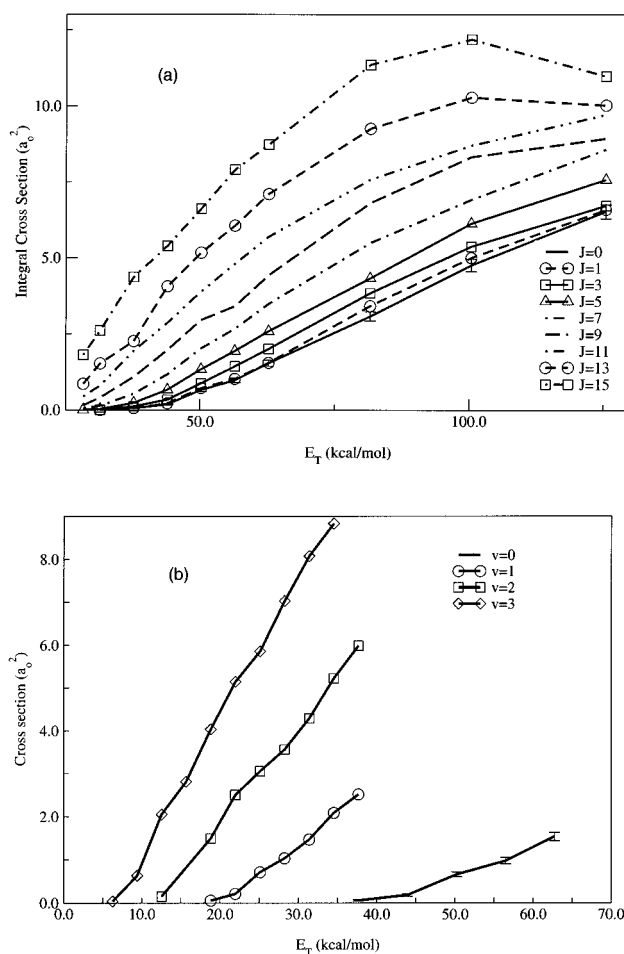 (a)
Integral Cross Section (a₀²)
10.0
5.0
0.0
50.0
100.0
E_T (kcal/mol)
J=0
J=1
J=3
J=5
J=7
J=9
J=11
J=13
J=15
(b)
Cross section (a₀²)
8.0
6.0
4.0
2.0
0.0
0.0
10.0
20.0
30.0
40.0
50.0
60.0
70.0
E_T (kcal/mol)
v=0
v=1
v=2
v=3